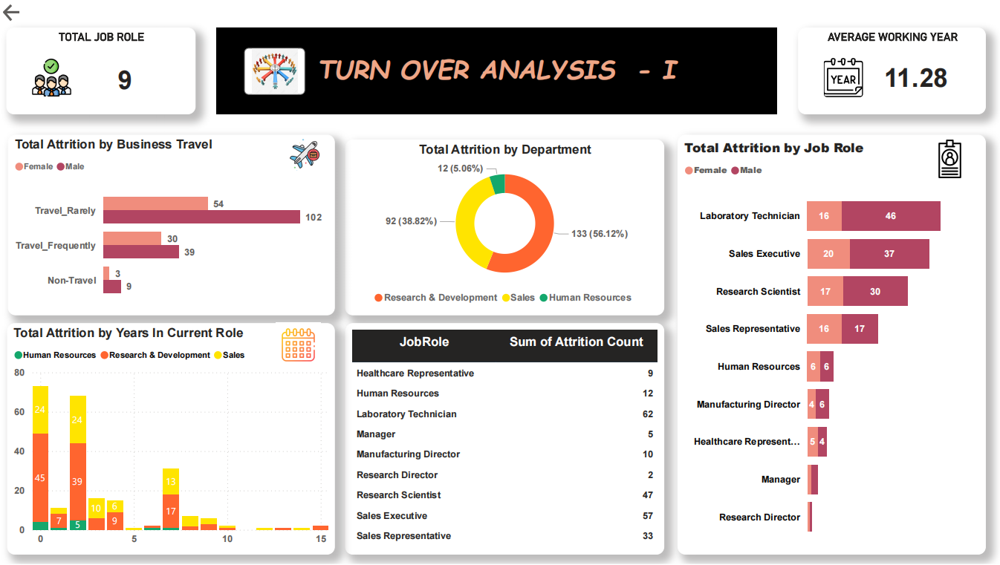 TOTAL JOB ROLE
9
TURN OVER ANALYSIS - I
AVERAGE WORKING YEAR
YEAR
11.28
Total Attrition by Business Travel
Female Male
Travel_Rarely
54
102
Travel_Frequently
30
39
Non-Travel
3
9
Total Attrition by Department
12 (5.06%)
92 (38.82%)
133 (56.12%)
Research & Development Sales Human Resources
Total Attrition by Job Role
Female Male
Laboratory Technician 16 46
Sales Executive 20 37
Research Scientist 17 30
Sales Representative 16 17
Human Resources 6 6
Manufacturing Director 4 6
Healthcare Represent... 5 4
Manager
Research Director
Total Attrition by Years In Current Role
Human Resources Research & Development Sales
80
60
40
20
0
24
45
7
24
39
5
10
6
9
13
17
0 5 10 15
JobRole Sum of Attrition Count
Healthcare Representative 9
Human Resources 12
Laboratory Technician 62
Manager 5
Manufacturing Director 10
Research Director 2
Research Scientist 47
Sales Executive 57
Sales Representative 33